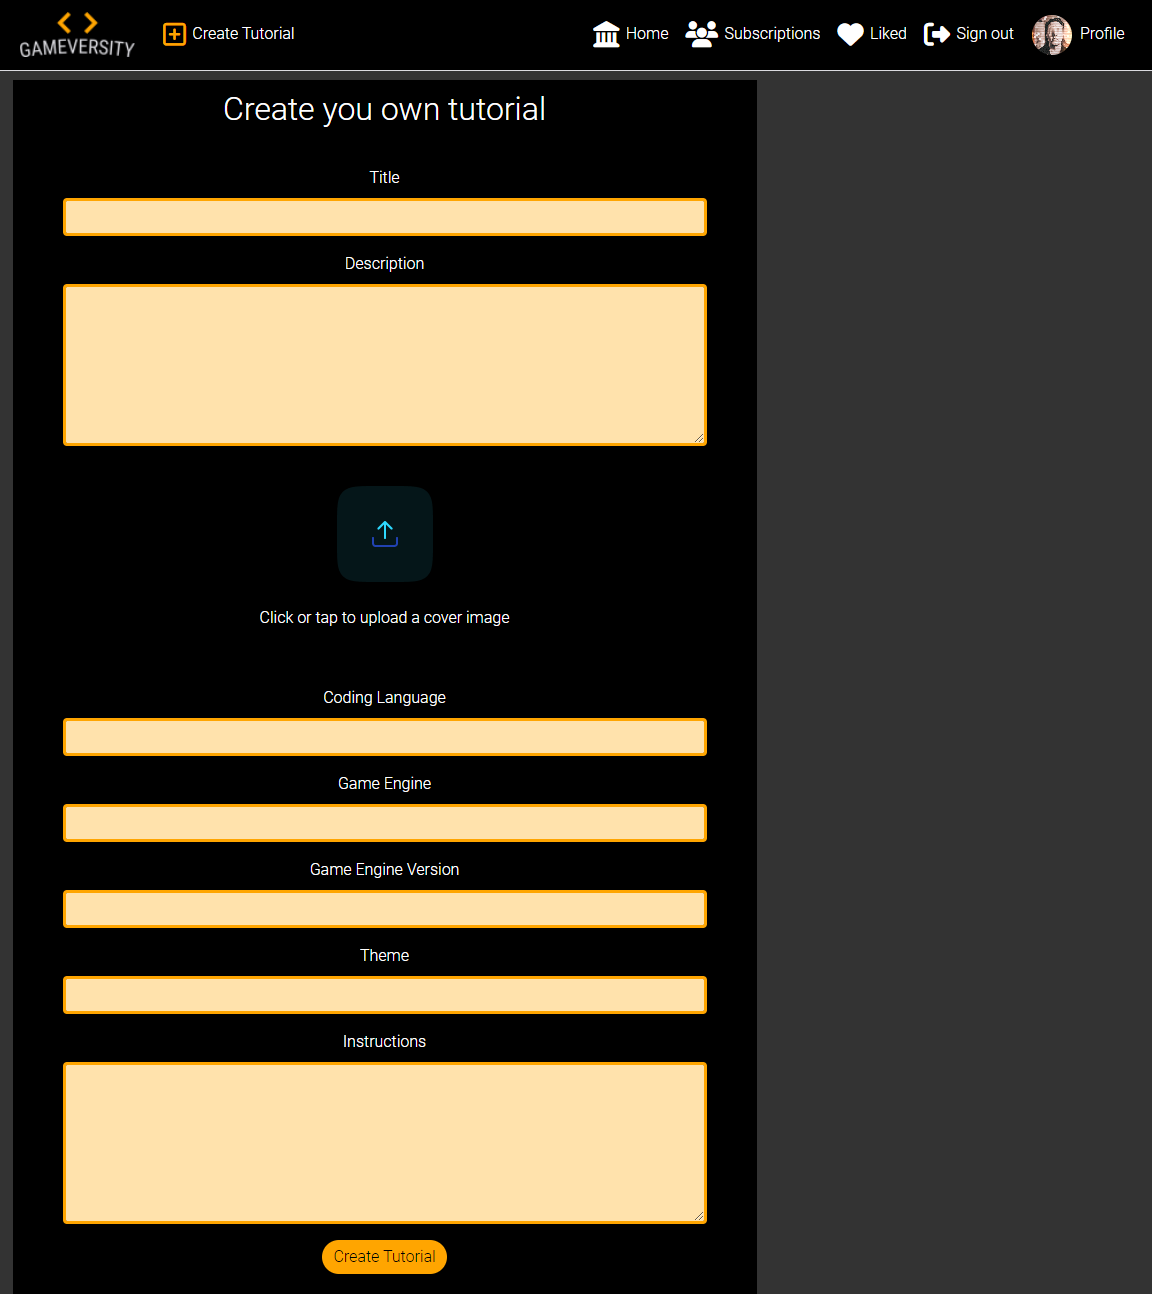 GAMEVERSITY
Create Tutorial
Home
Subscriptions
Liked
Sign out
Profile
Create you own tutorial
Title
Description
Click or tap to upload a cover image
Coding Language
Game Engine
Game Engine Version
Theme
Instructions
Create Tutorial